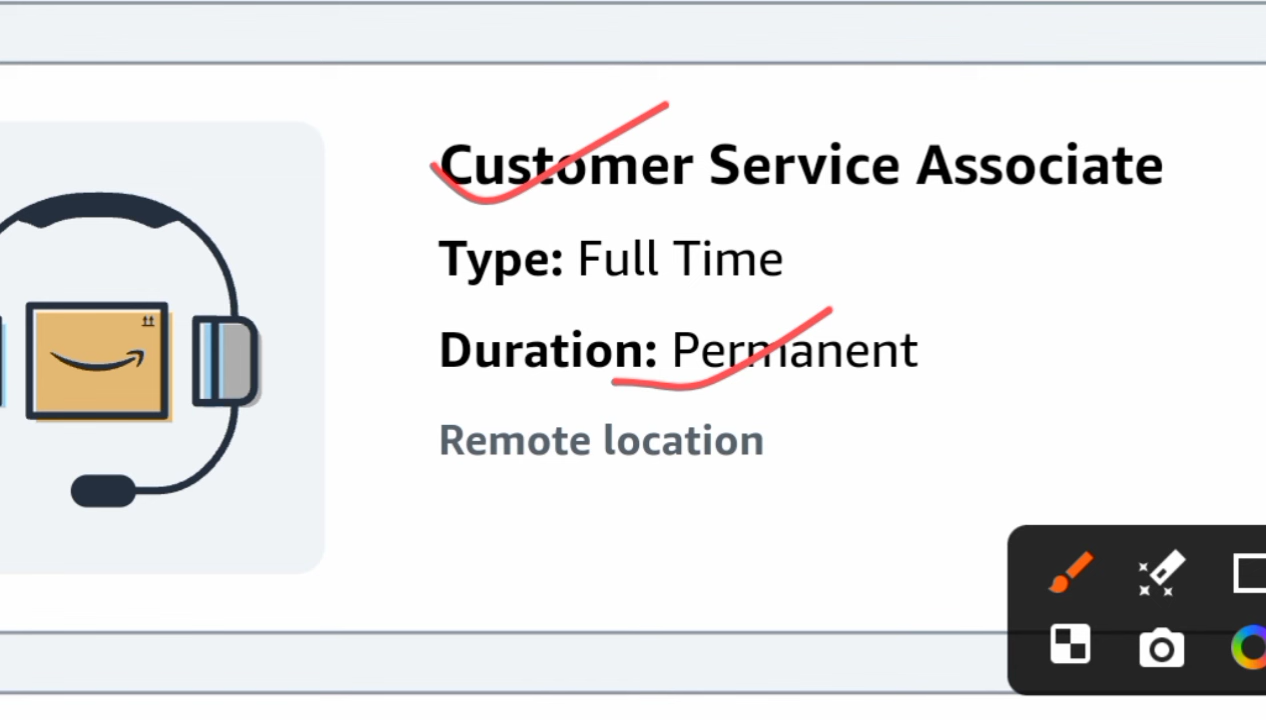 Customer Service Associate
Type: Full Time
Duration: Permanent
Remote location